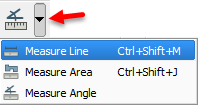 Measure Line Ctrl+Shift+M
Measure Area Ctrl+Shift+J
Measure Angle